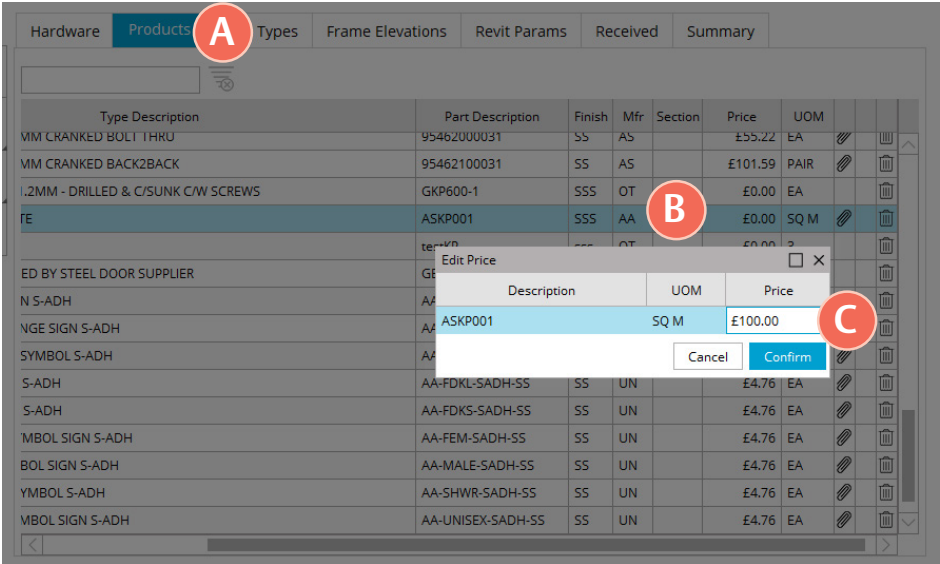 Hardware Products A Types Frame Elevations Revit Params Received Summary
Type Description Part Description Finish Mfr Section Price UOM
MM CRANKED BOLT THRU 95462000031 SS AS £55.22 EA
MM CRANKED BACK2BACK 95462100031 SS AS £101.59 PAIR
1.2MM - DRILLED & C/SUNK C/W SCREWS GKP600-1 SSS OT £0.00 EA
TE ASKP001 SSS AA B £0.00 SQ M
Edit Price
ED BY STEEL DOOR SUPPLIER
Description UOM Price
N S-ADH
ASKP001 SQ M £100.00 C
NGE SIGN S-ADH
SYMBOL S-ADH
Cancel Confirm
S-ADH AA-FDKL-SADH-SS SS UN £4.76 EA
S-ADH AA-FDKS-SADH-SS SS UN £4.76 EA
MBOL SIGN S-ADH AA-FEM-SADH-SS SS UN £4.76 EA
BOL SIGN S-ADH AA-MALE-SADH-SS SS UN £4.76 EA
YMBOL S-ADH AA-SHWR-SADH-SS SS UN £4.76 EA
MBOL SIGN S-ADH AA-UNISEX-SADH-SS SS UN £4.76 EA